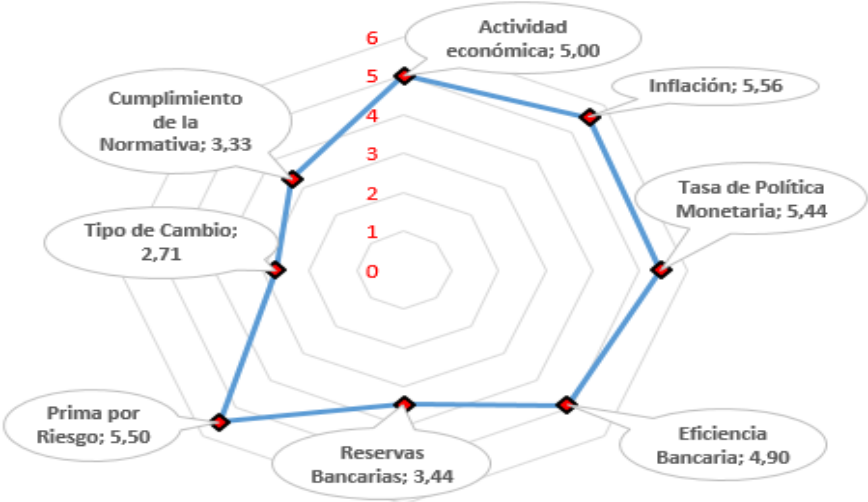 Actividad
económica; 5,00
Inflación; 5,56
Tasa de Política
Monetaria; 5,44
Eficiencia
Bancaria; 4,90
Reservas
Bancarias; 3,44
Prima por
Riesgo; 5,50
Tipo de Cambio;
2,71
Cumplimiento
de la
Normativa; 3,33
6
5
4
3
2
1
0